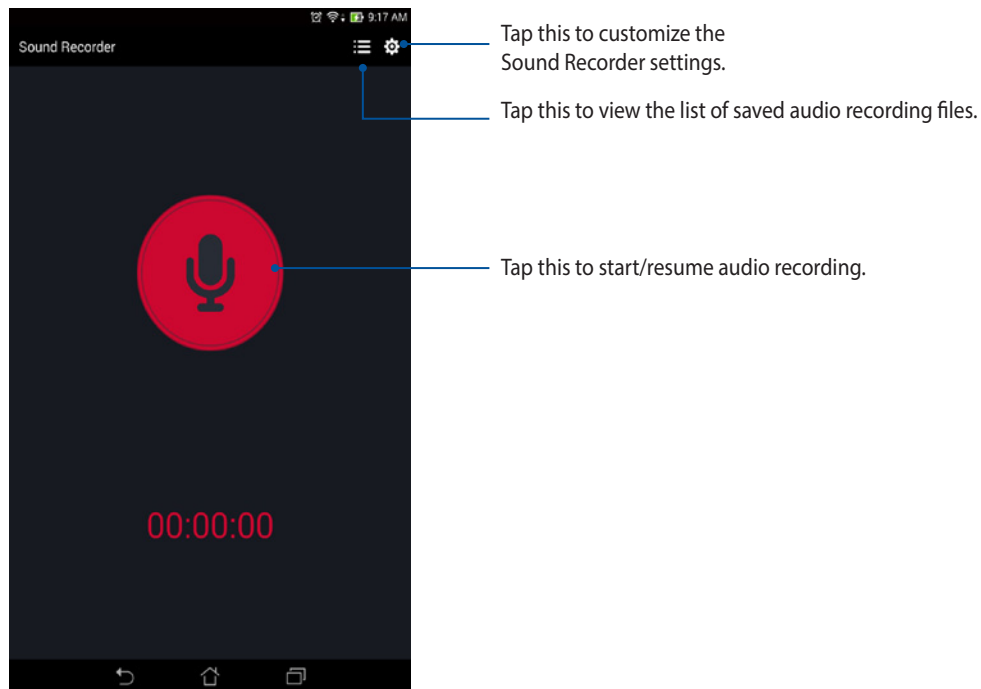 9:17 AM
Sound Recorder
Tap this to customize the
Sound Recorder settings.
Tap this to view the list of saved audio recording files.
Tap this to start/resume audio recording.
00:00:00